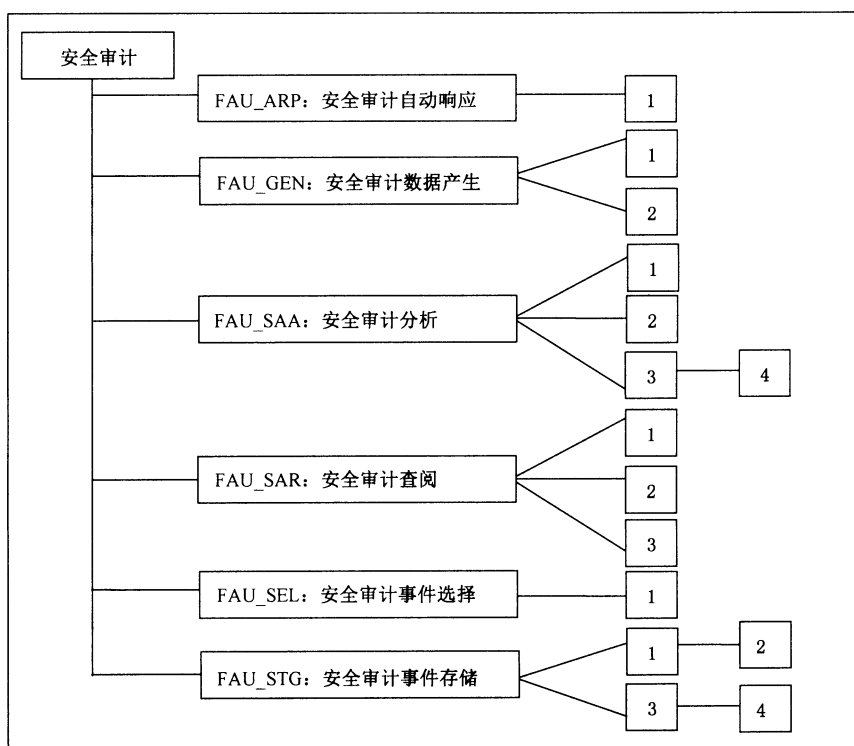 安全审计
FAU_ARP：安全审计自动响应
1
FAU_GEN：安全审计数据产生
1
2
FAU_SAA：安全审计分析
1
2
3
4
FAU_SAR：安全审计查阅
1
2
3
FAU_SEL：安全审计事件选择
1
FAU_STG：安全审计事件存储
1
2
3
4